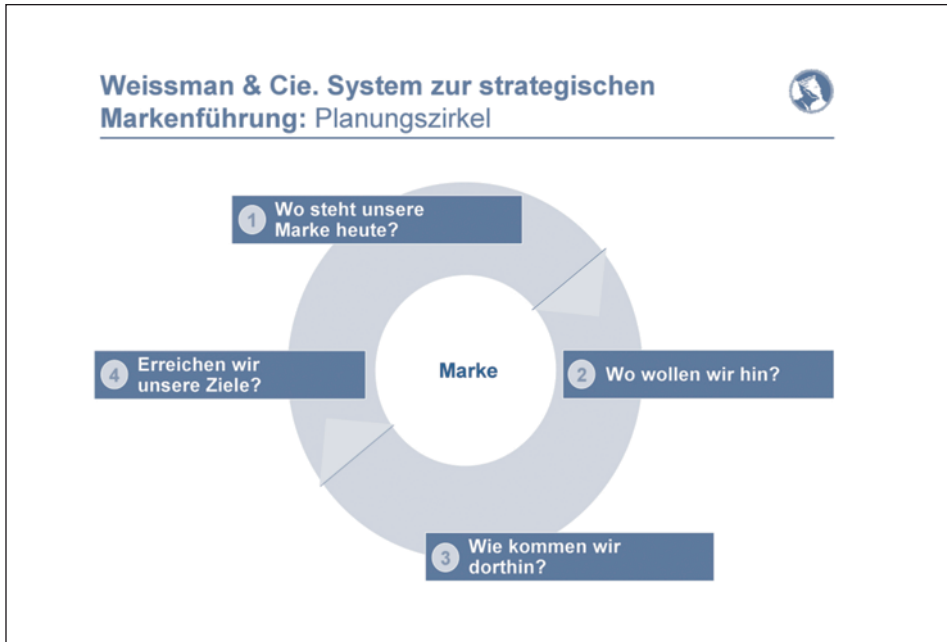 Weissman & Cie. System zur strategischen
Markenführung: Planungszirkel
1 Wo steht unsere
Marke heute?
4 Erreichen wir
unsere Ziele?
Marke
2 Wo wollen wir hin?
3 Wie kommen wir
dorthin?